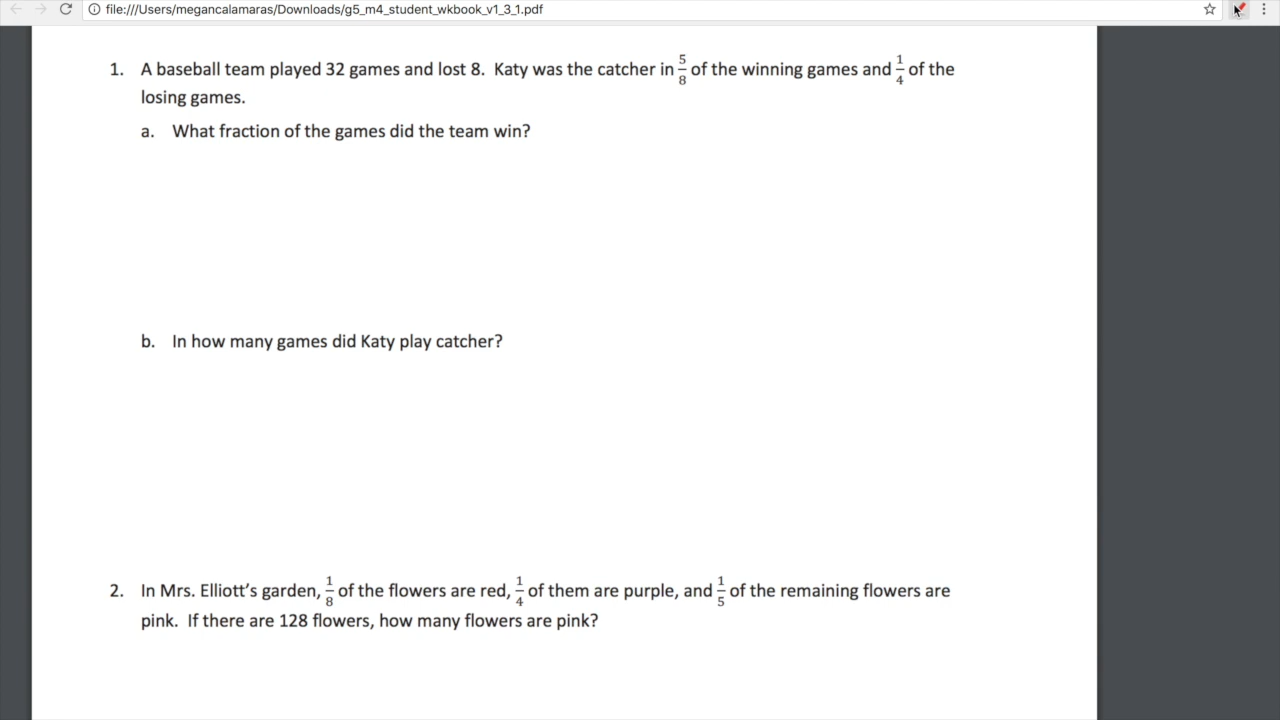 file:///Users/megancalamaras/Downloads/g5_m4_student_wkbook_v1_3_1.pdf
1. A baseball team played 32 games and lost 8. Katy was the catcher in 5/8 of the winning games and 1/4 of the
losing games.
a. What fraction of the games did the team win?
b. In how many games did Katy play catcher?
2. In Mrs. Elliott's garden, 1/8 of the flowers are red, 1/4 of them are purple, and 1/5 of the remaining flowers are
pink. If there are 128 flowers, how many flowers are pink?